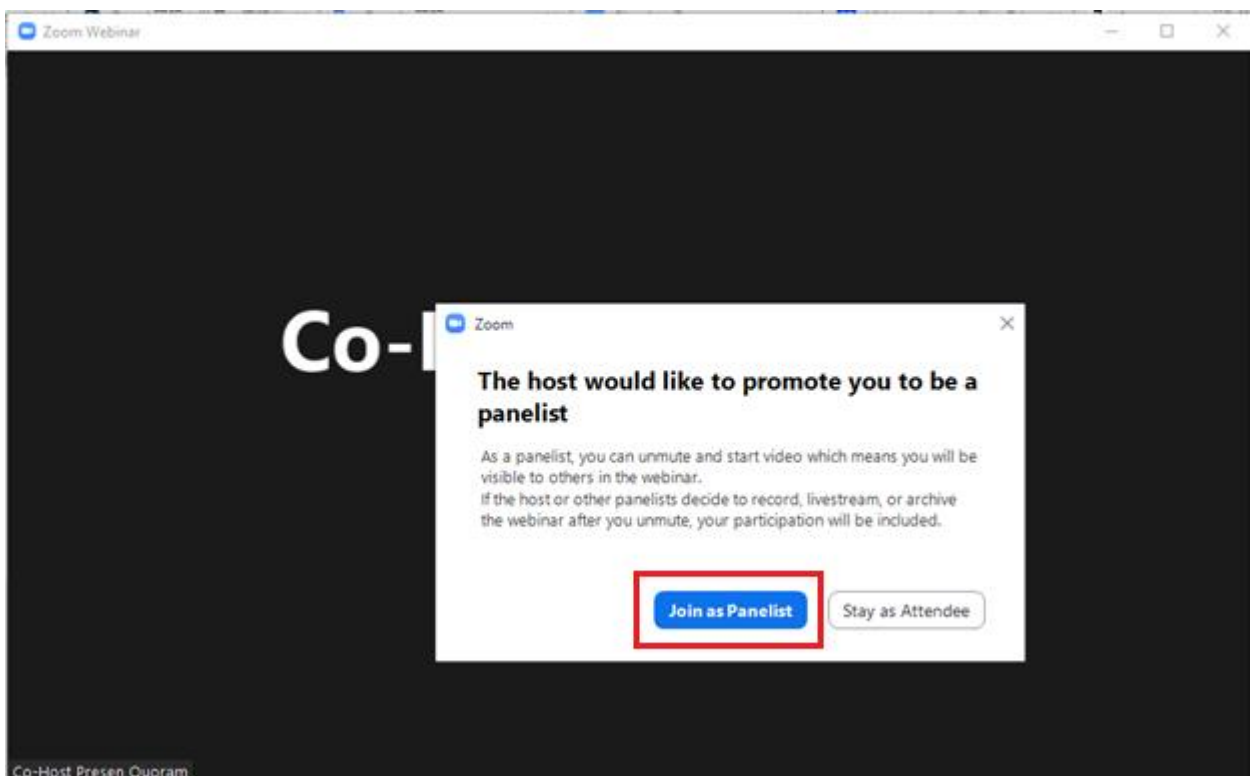 Zoom Webinar
Co-
Zoom
The host would like to promote you to be a
panelist
As a panelist, you can unmute and start video which means you will be
visible to others in the webinar.
If the host or other panelists decide to record, livestream, or archive
the webinar after you unmute, your participation will be included.
Join as Panelist
Stay as Attendee
Co-Host Presen Quoram